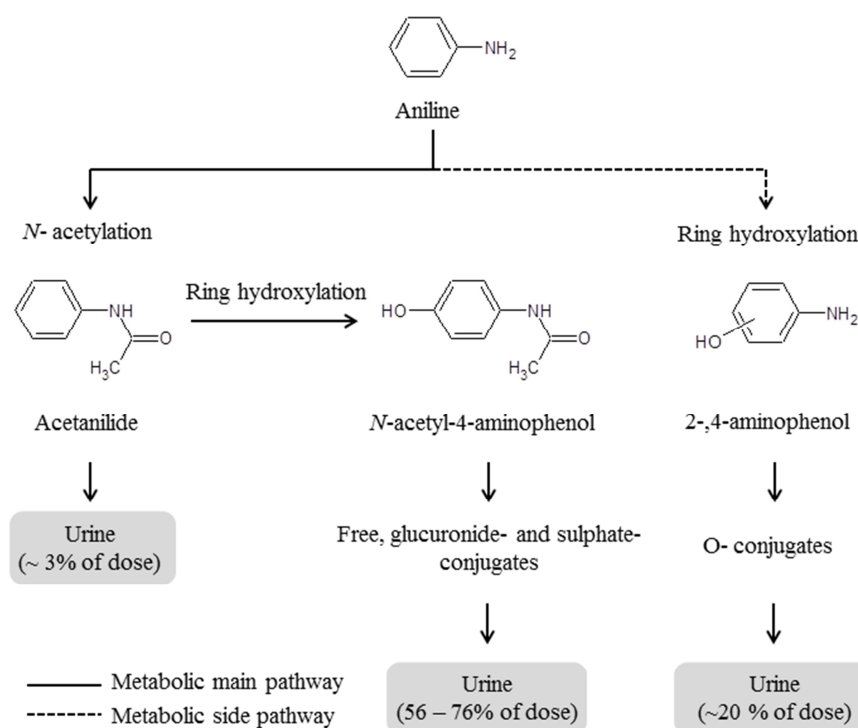 NH2
Aniline
N- acetylation
Ring hydroxylation
Ring hydroxylation
NH
O
H3C
HO
NH
O
H3C
NH2
HO
Acetanilide
N-acetyl-4-aminophenol
2-,4-aminophenol
Urine
(~ 3% of dose)
Free, glucuronide- and sulphate-
conjugates
O- conjugates
Metabolic main pathway
Metabolic side pathway
Urine
(56 – 76% of dose)
Urine
(~20 % of dose)